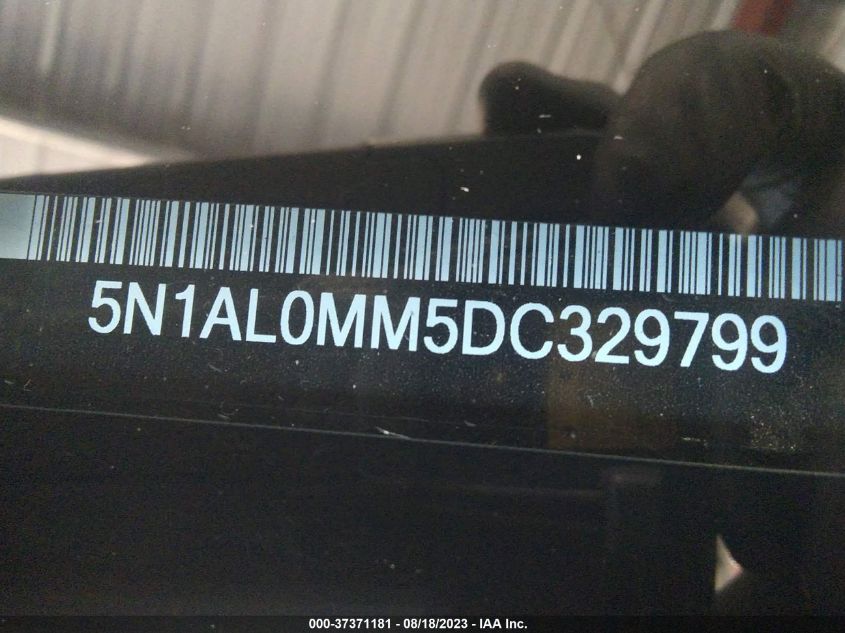 5N1AL0MM5DC329799
000-37371181 - 08/18/2023 - IAA Inc.